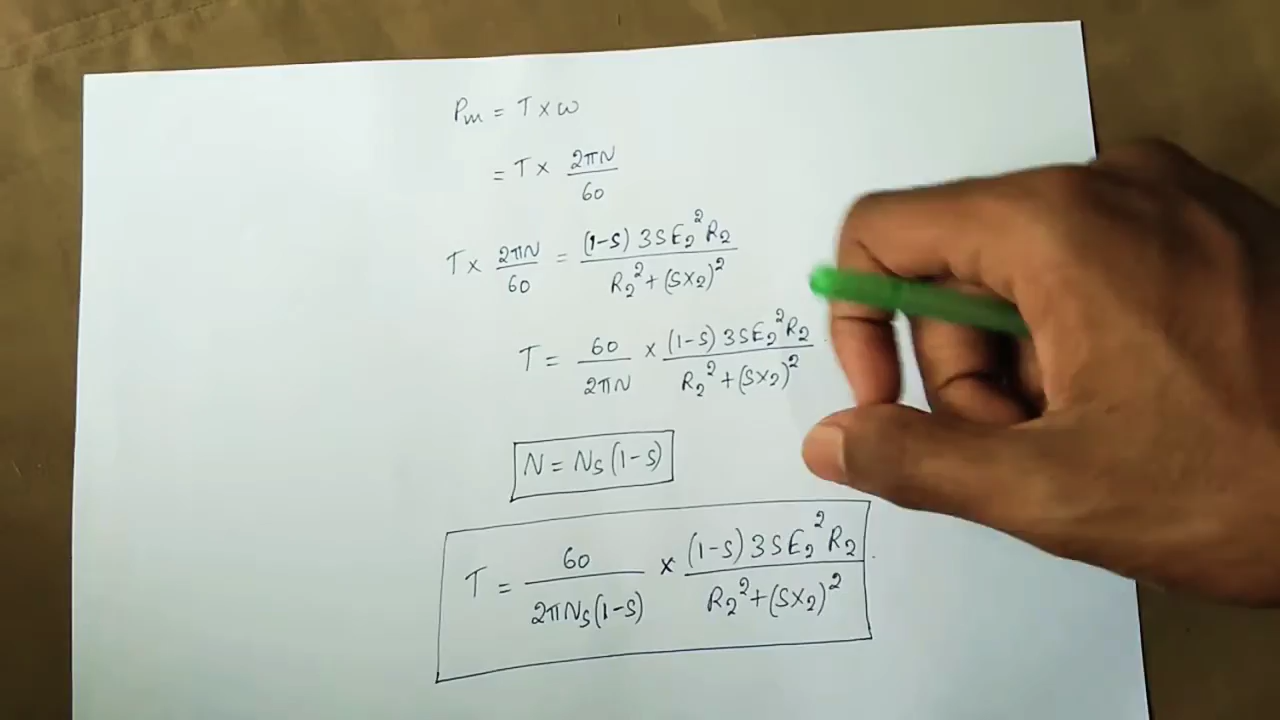 Pm = T × ω
= T × 2πN/60
T × 2πN/60 = (1-s) 3SE₂²R₂ / R₂²+(SX₂)²
T = 60/2πN × (1-s) 3SE₂²R₂ / R₂²+(SX₂)²
N = Ns(1-s)
T = 60/2πNs(1-s) × (1-s) 3SE₂²R₂ / R₂²+(SX₂)²